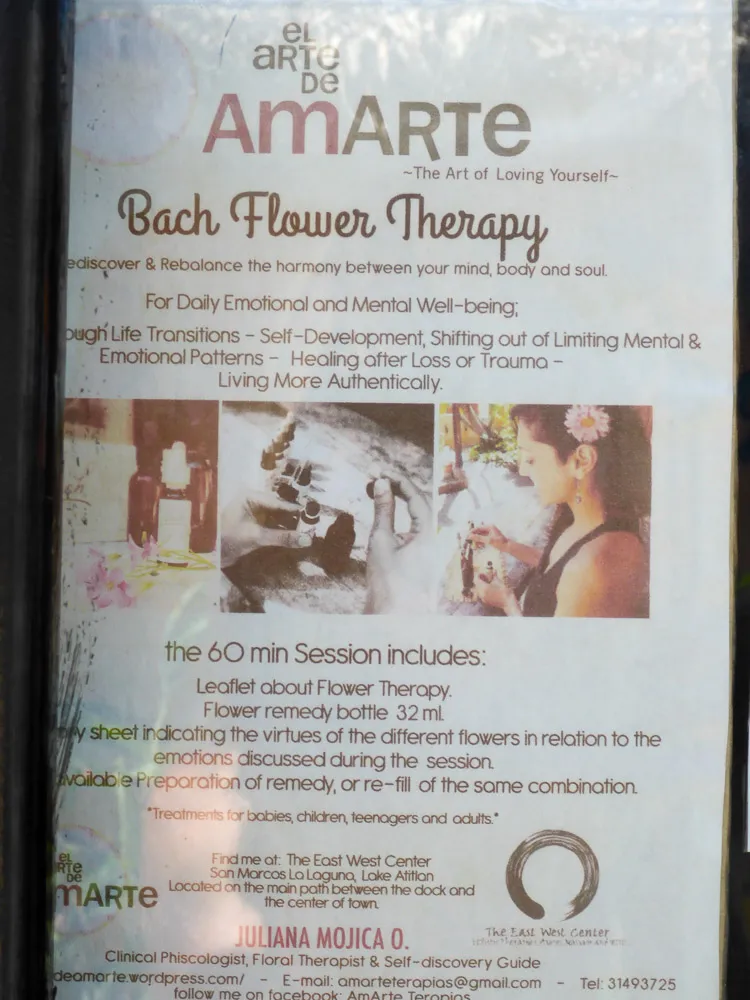 eL
ARTe
De
AmARTe
~The Art of Loving Yourself~
Bach Flower Therapy
ediscover & Rebalance the harmony between your mind, body and soul.
For Daily Emotional and Mental Well-being;
ough Life Transitions - Self-Development, Shifting out of Limiting Mental &
Emotional Patterns - Healing after Loss or Trauma -
Living More Authentically.
the 60 min Session includes:
Leaflet about Flower Therapy.
Flower remedy bottle 32 ml.
sheet indicating the virtues of the different flowers in relation to the
emotions discussed during the session.
vailable Preparation of remedy, or re-fill of the same combination.
*Treatments for babies, children, teenagers and adults.*
eL
RTe
De
mARTe
Find me at: The East West Center
San Marcos La Laguna, Lake Atitlan
Located on the main path between the dock and
the center of town.
The East West Center
JULIANA MOJICA O.
Clinical Phiscologist, Floral Therapist & Self-discovery Guide
deamarte.wordpress.com/ - E-mail: amarteterapias@gmail.com - Tel: 31493725
follow me on facebook: AmArte Terapias